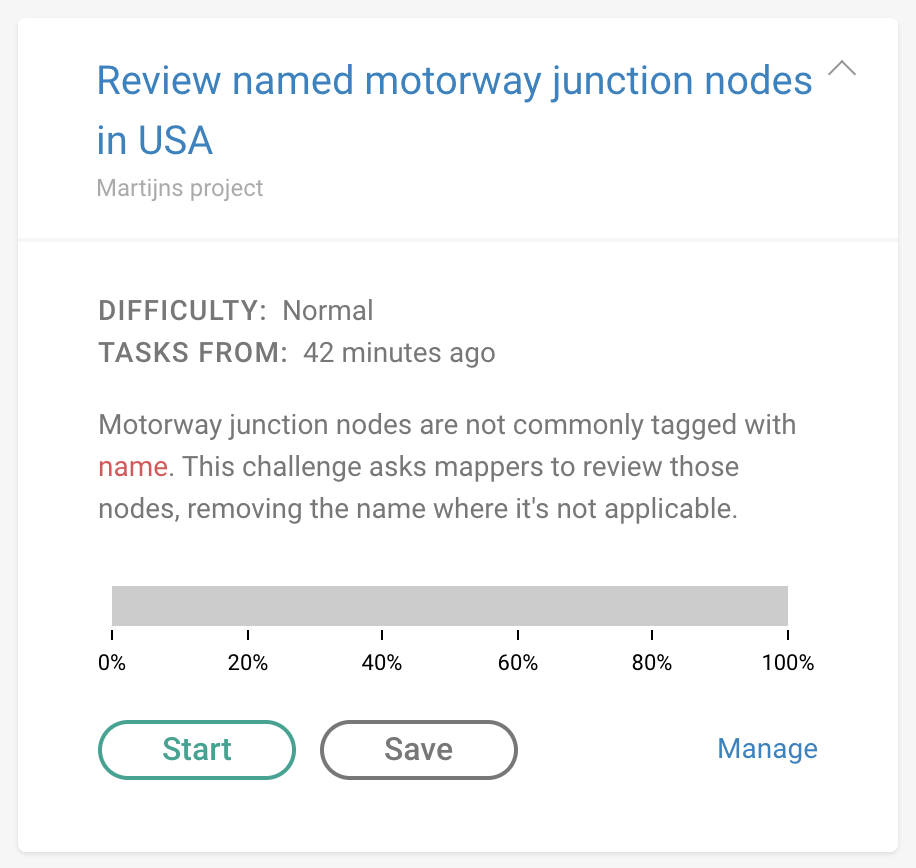 Review named motorway junction nodes
in USA
Martijns project
DIFFICULTY: Normal
TASKS FROM: 42 minutes ago
Motorway junction nodes are not commonly tagged with
name. This challenge asks mappers to review those
nodes, removing the name where it's not applicable.
0% 20% 40% 60% 80% 100%
Start Save Manage